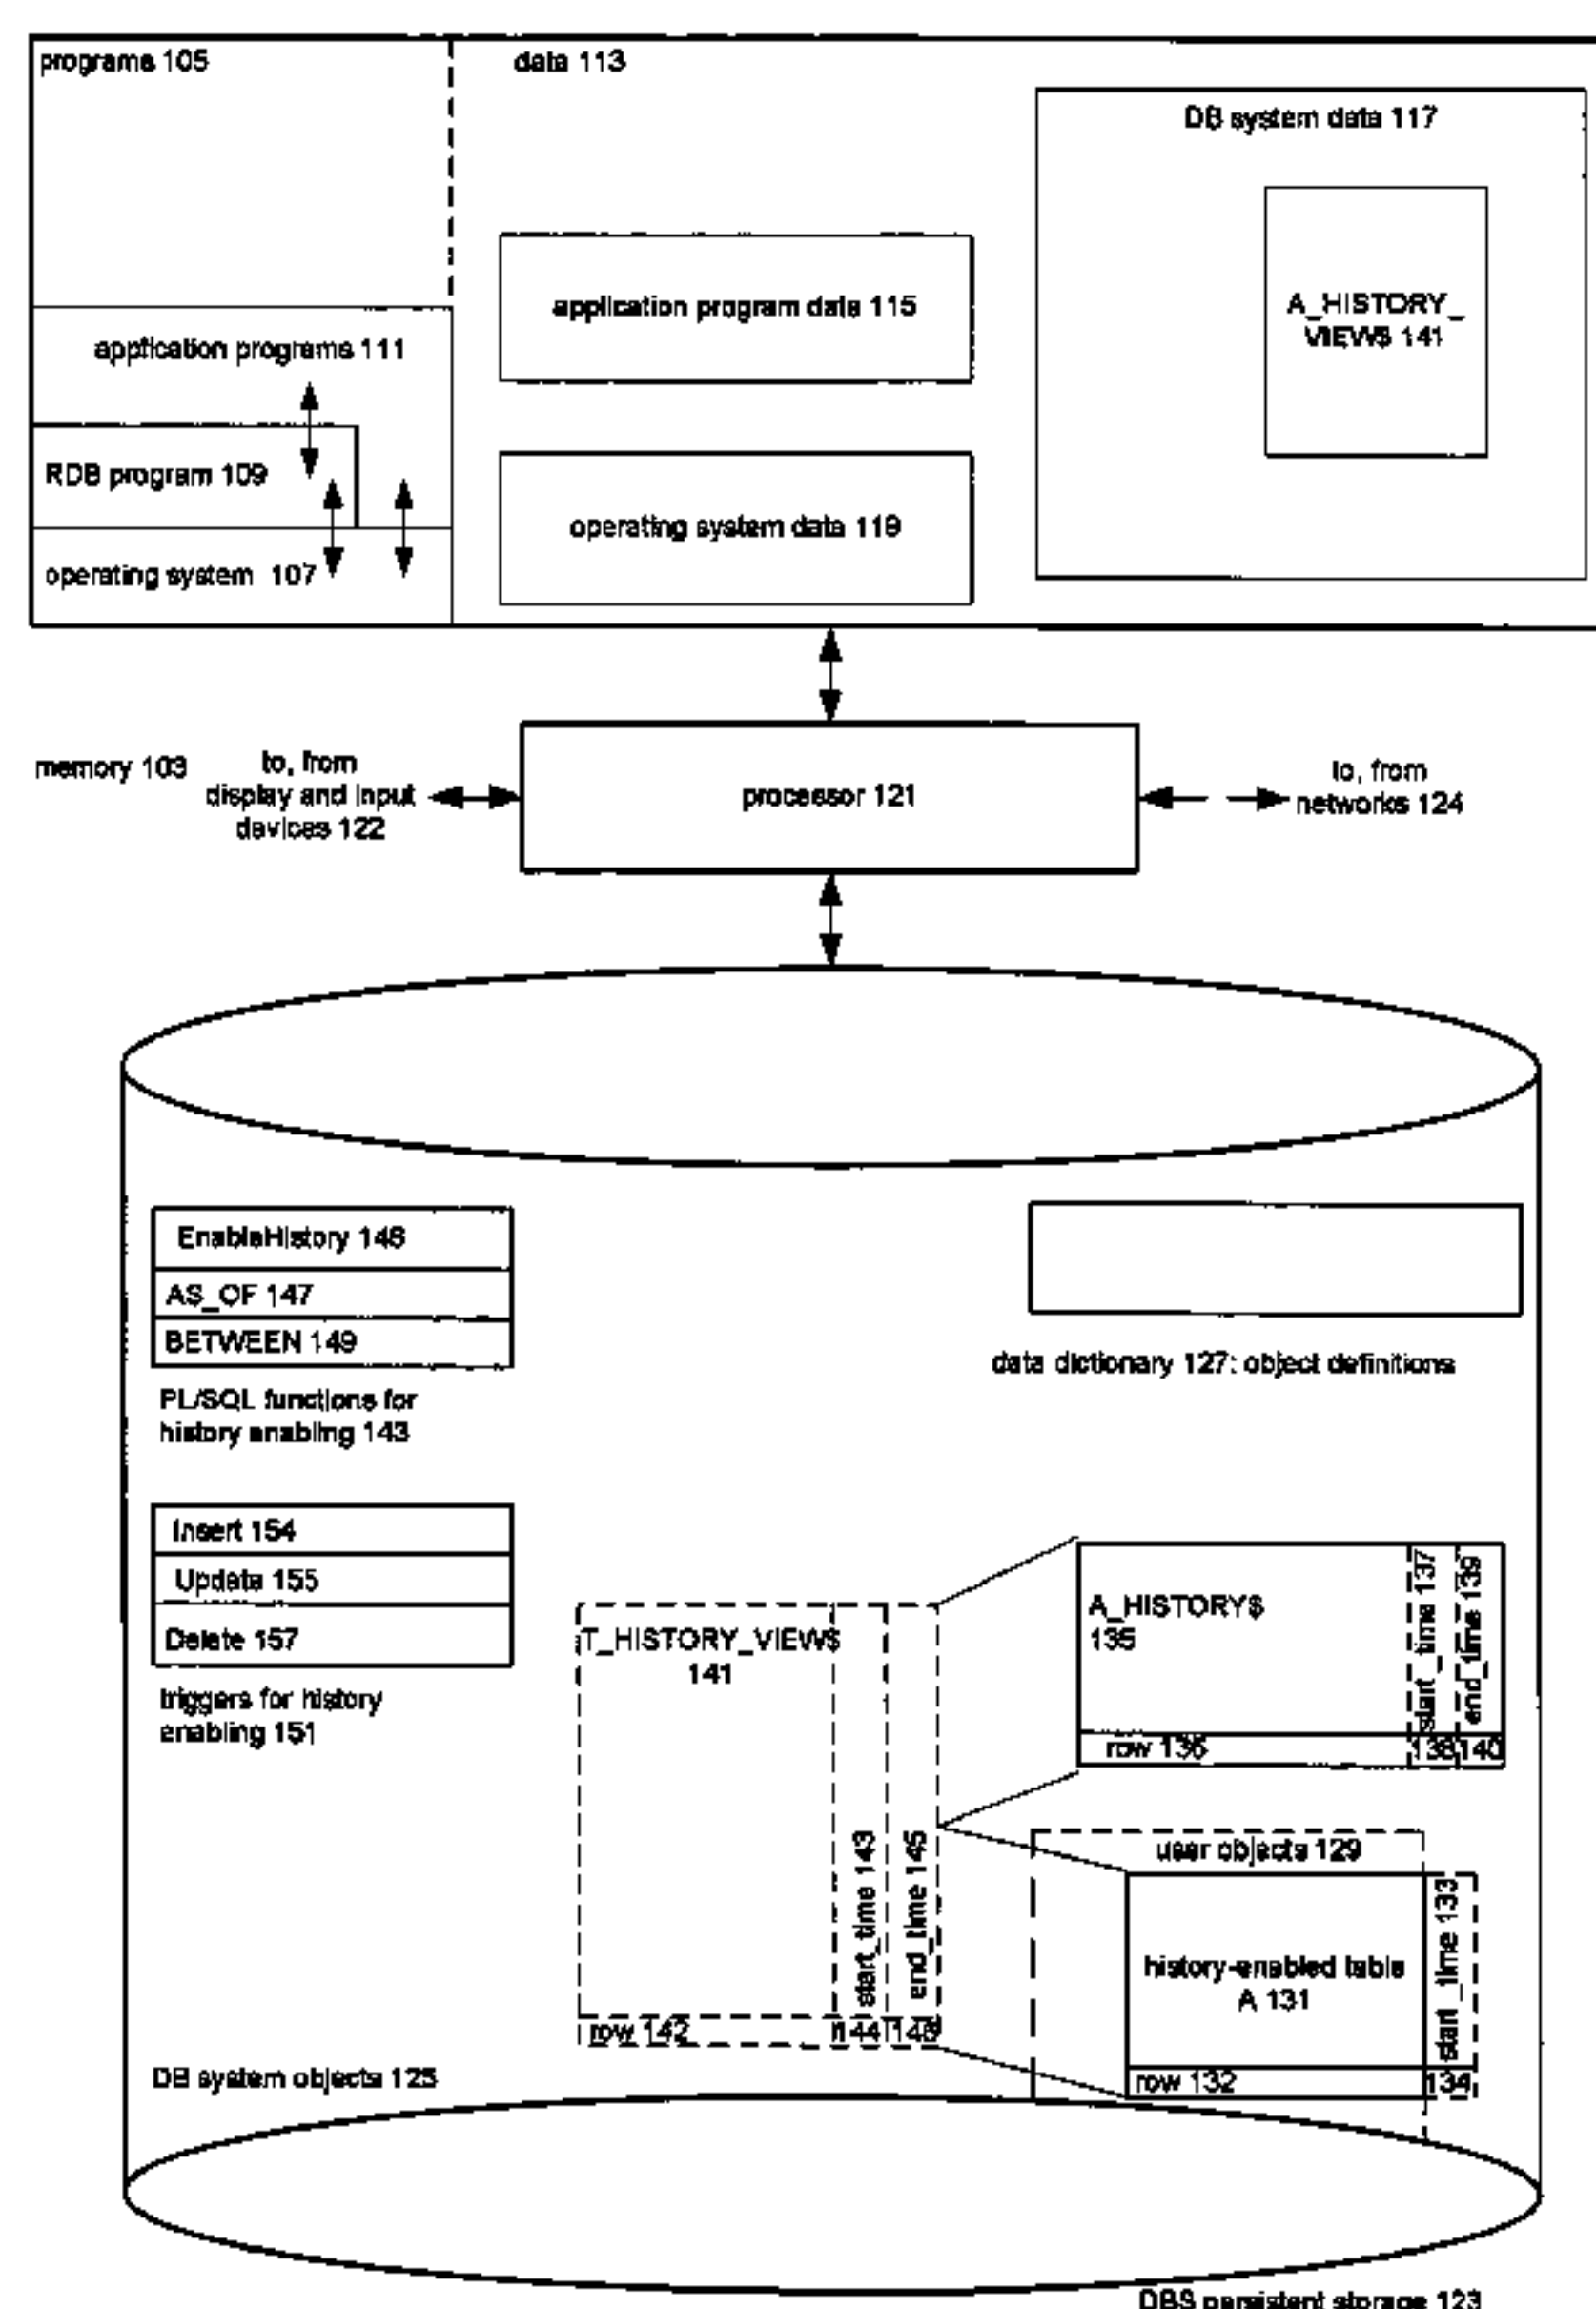 programs 105
data 113
DB system data 117
application program data 115
A_HISTORY_
VIEW$ 141
application programs 111
RDB program 109
operating system data 119
operating system 107
memory 103
to, from
display and input
devices 122
processor 121
to, from
networks 124
EnableHistory 146
AS_OF 147
BETWEEN 149
PL/SQL functions for
history enabling 143
data dictionary 127: object definitions
Insert 154
Update 155
Delete 157
triggers for history
enabling 151
T_HISTORY_VIEW$
141
start_time 143
end_time 145
row 142
144
A_HISTORY$
135
start_time 137
end_time 139
row 136
138
140
user objects 129
history-enabled table
A 131
start_time 133
row 132
134
DB system objects 125
DBS persistent storage 123